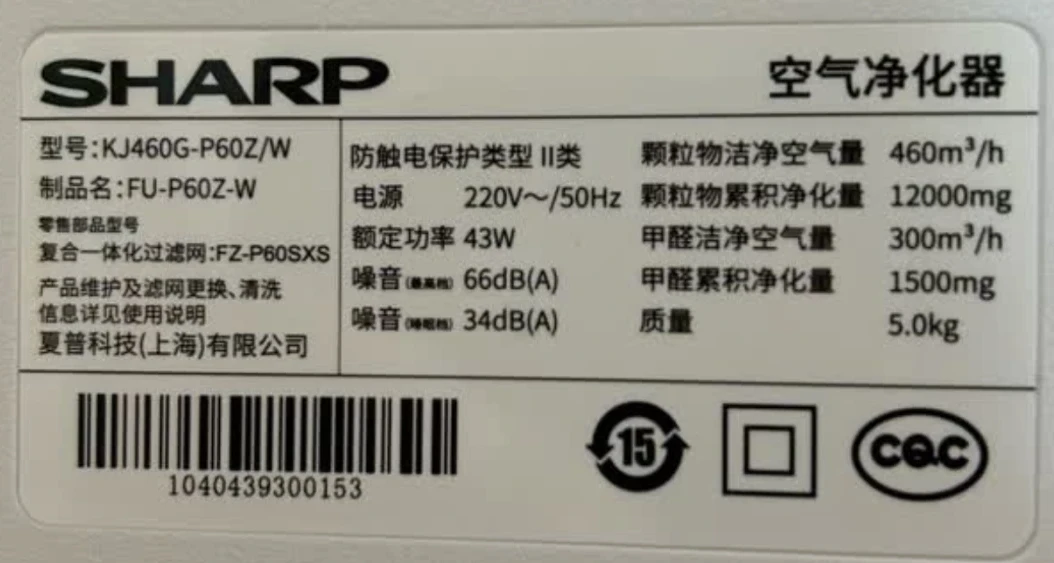 SHARP
空气净化器
型号:KJ460G-P60Z/W
制品名:FU-P60Z-W
零售部品型号
复合一体化过滤网:FZ-P60SXS
产品维护及滤网更换、清洗
信息详见使用说明
夏普科技(上海)有限公司
防触电保护类型 II类
电源 220V～/50Hz
额定功率 43W
噪音(最高档) 66dB(A)
噪音(睡眠档) 34dB(A)
颗粒物洁净空气量 460m³/h
颗粒物累积净化量 12000mg
甲醛洁净空气量 300m³/h
甲醛累积净化量 1500mg
质量 5.0kg
1040439300153
15
CQC